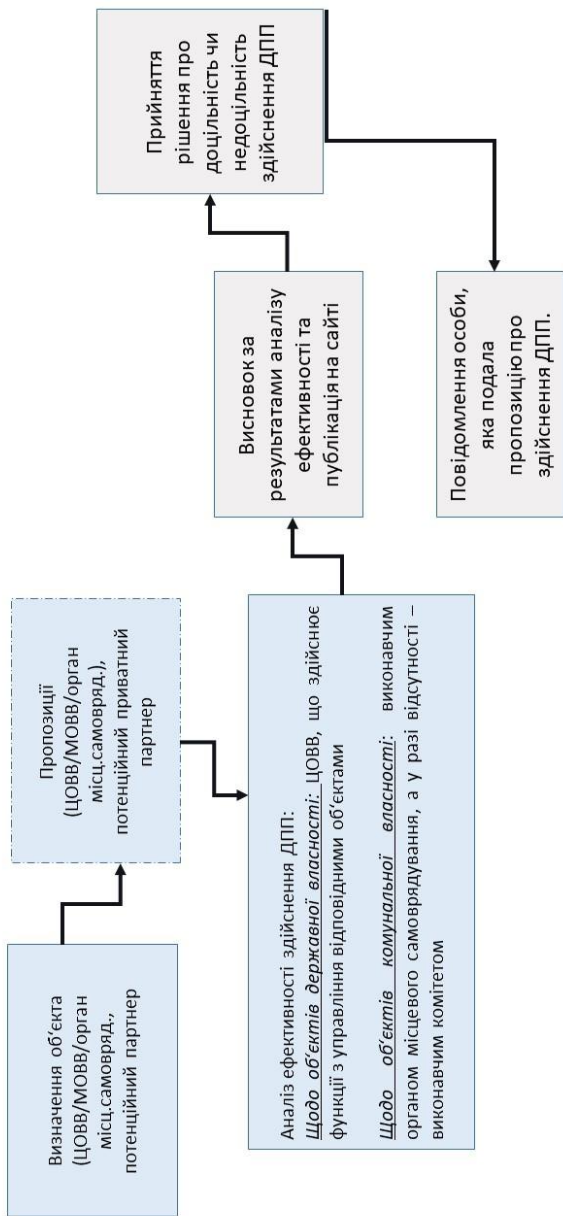 Визначення об‘єкта
(ЦОВВ/МОВВ/орган
місц.самовряд.,
потенційний партнер
Пропозиції
(ЦОВВ/МОВВ/орган
місц.самовряд.),
потенційний приватний
партнер
Аналіз ефективності здійснення ДПП:
Щодо об‘єктів державної власності: ЦОВВ, що здійснює
функції з управління відповідними об‘єктами
Щодо об‘єктів комунальної власності: виконавчим
органом місцевого самоврядування, а у разі відсутності –
виконавчим комітетом
Висновок за
результатами аналізу
ефективності та
публікація на сайті
Прийняття
рішення про
доцільність чи
недоцільність
здійснення ДПП
Повідомлення особи,
яка подала
пропозицію про
здійснення ДПП.